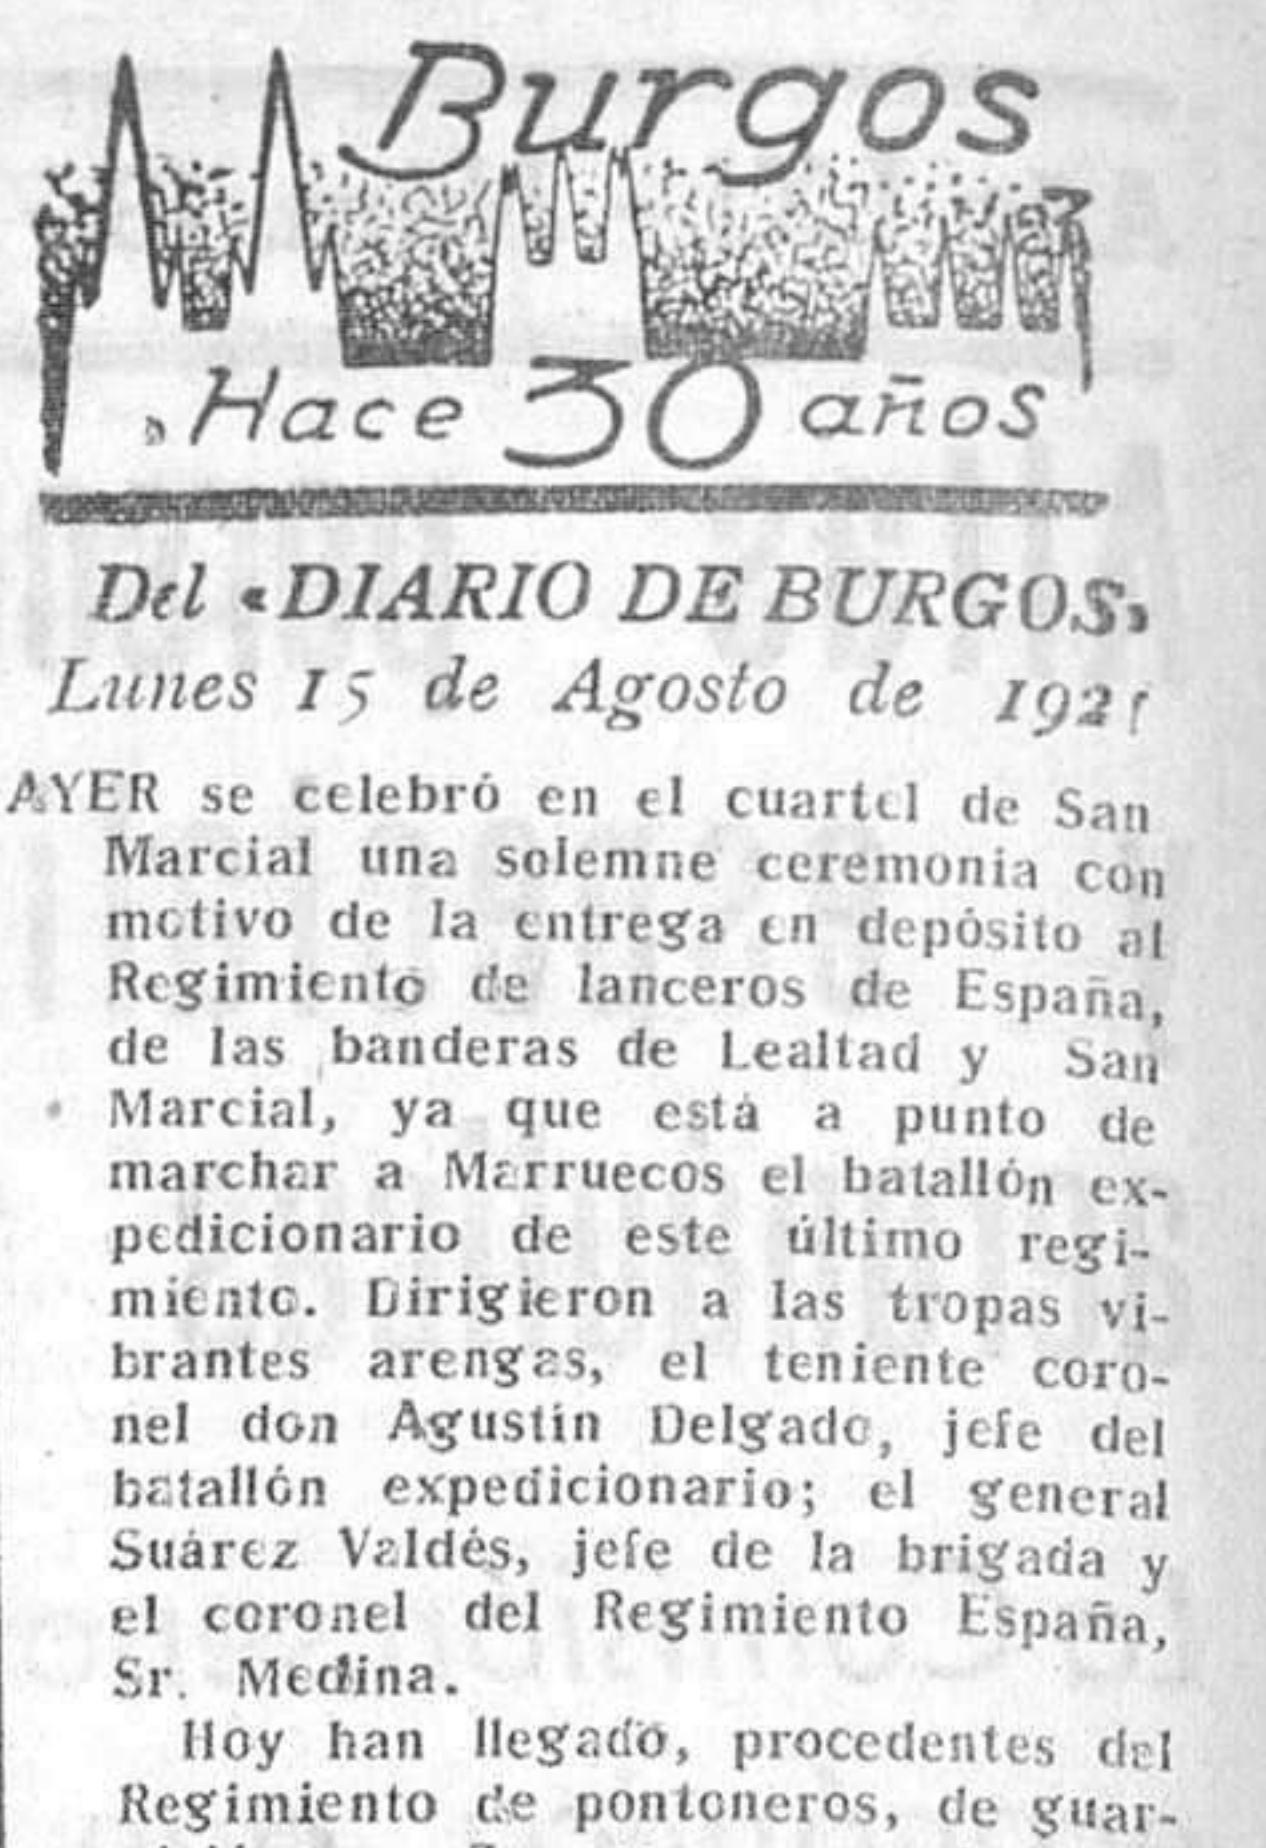 Burgos
Hace 30 años
Del «DIARIO DE BURGOS»
Lunes 15 de Agosto de 1921
AYER se celebró en el cuartel de San
Marcial una solemne ceremonia con
motivo de la entrega en depósito al
Regimiento de lanceros de España,
de las banderas de Lealtad y San
Marcial, ya que está a punto de
marchar a Marruecos el batallón ex-
pedicionario de este último regi-
miento. Dirigieron a las tropas vi-
brantes arengas, el teniente coro-
nel don Agustín Delgado, jefe del
batallón expedicionario; el general
Suárez Valdés, jefe de la brigada y
el coronel del Regimiento España,
Sr. Medina.
Hoy han llegado, procedentes del
Regimiento de pontoneros, de guar-